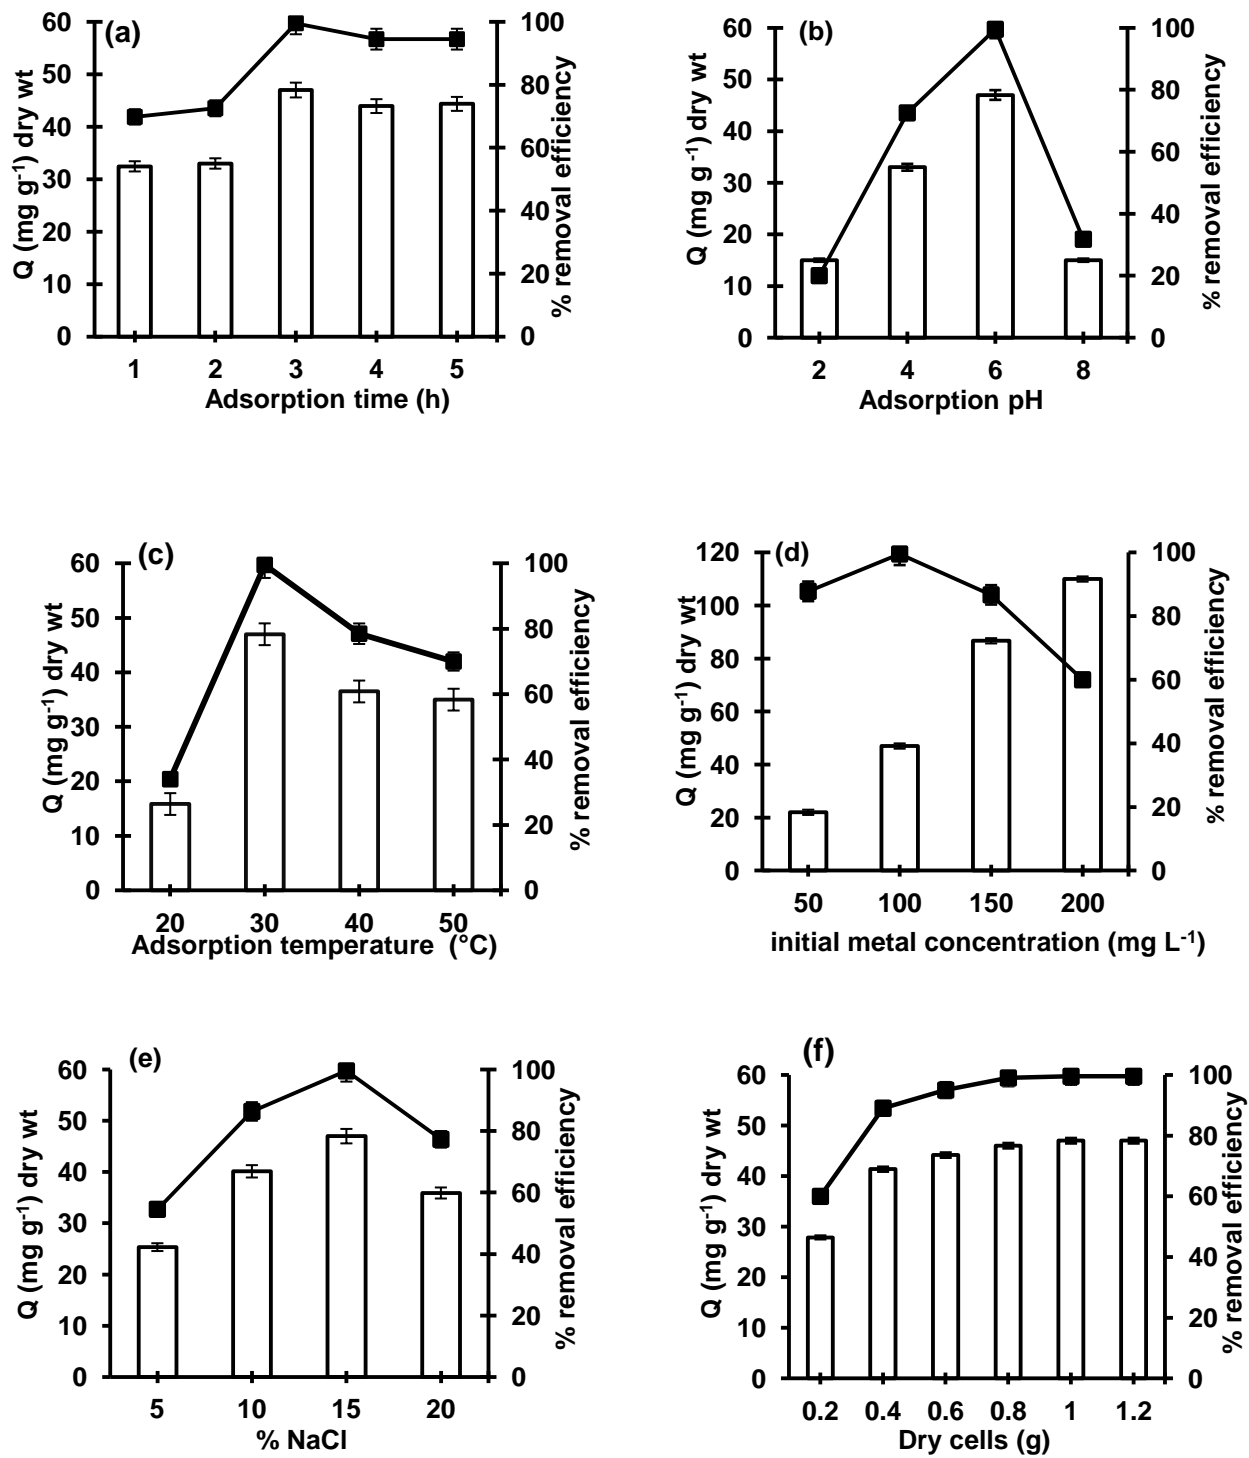 (a)
60
50
40
30
20
10
0
Q (mg g-1) dry wt
100
80
60
40
20
0
% removal efficiency
1 2 3 4 5
Adsorption time (h)
(b)
60
50
40
30
20
10
0
Q (mg g-1) dry wt
100
80
60
40
20
0
% removal efficiency
2 4 6 8
Adsorption pH
(c)
60
50
40
30
20
10
0
Q (mg g-1) dry wt
100
80
60
40
20
0
% removal efficiency
20 30 40 50
Adsorption temperature (°C)
(d)
120
100
80
60
40
20
0
Q (mg g-1) dry wt
100
80
60
40
20
0
% removal efficiency
50 100 150 200
initial metal concentration (mg L-1)
(e)
60
50
40
30
20
10
0
Q (mg g-1) dry wt
100
80
60
40
20
0
% removal efficiency
5 10 15 20
% NaCl
(f)
60
50
40
30
20
10
0
Q (mg g-1) dry wt
100
80
60
40
20
0
% removal efficiency
0.2 0.4 0.6 0.8 1 1.2
Dry cells (g)